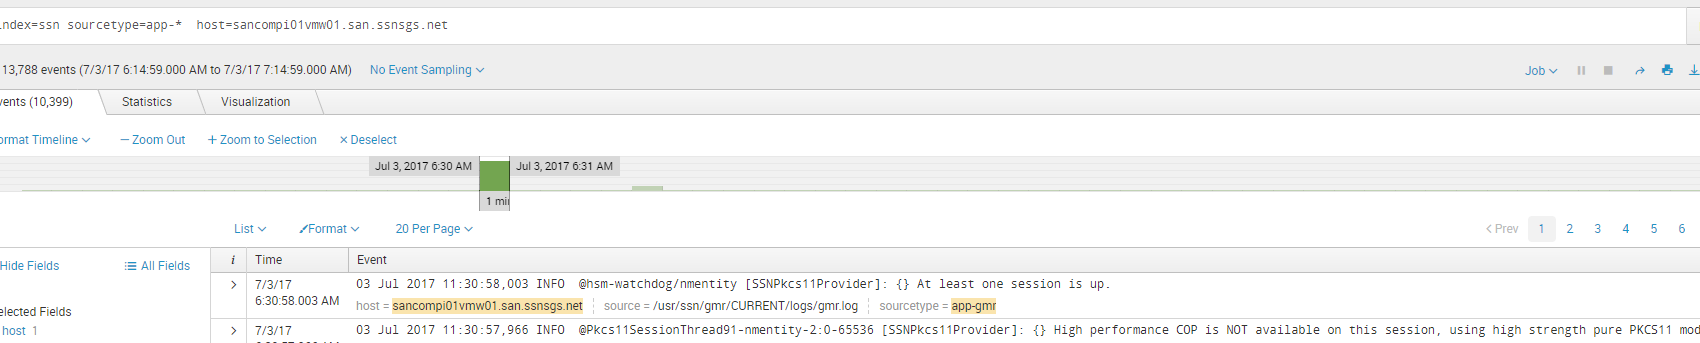 index=ssn sourcetype=app-*  host=sancompi01vmw01.san.ssnsgs.net
13,788 events (7/3/17 6:14:59.000 AM to 7/3/17 7:14:59.000 AM) No Event Sampling
Job
vents (10,399) Statistics Visualization
ormat Timeline — Zoom Out + Zoom to Selection × Deselect
Jul 3, 2017 6:30 AM Jul 3, 2017 6:31 AM
1 mi
List Format 20 Per Page < Prev 1 2 3 4 5 6
Hide Fields All Fields i Time Event
7/3/17 03 Jul 2017 11:30:58,003 INFO  @hsm-watchdog/nmentity [SSNPkcs11Provider]: {} At least one session is up.
6:30:58.003 AM host = sancompi01vmw01.san.ssnsgs.net source = /usr/ssn/gmr/CURRENT/logs/gmr.log sourcetype = app-gmr
elected Fields
host 1
7/3/17 03 Jul 2017 11:30:57,966 INFO  @Pkcs11SessionThread91-nmentity-2:0-65536 [SSNPkcs11Provider]: {} High performance COP is NOT available on this session, using high strength pure PKCS11 mod